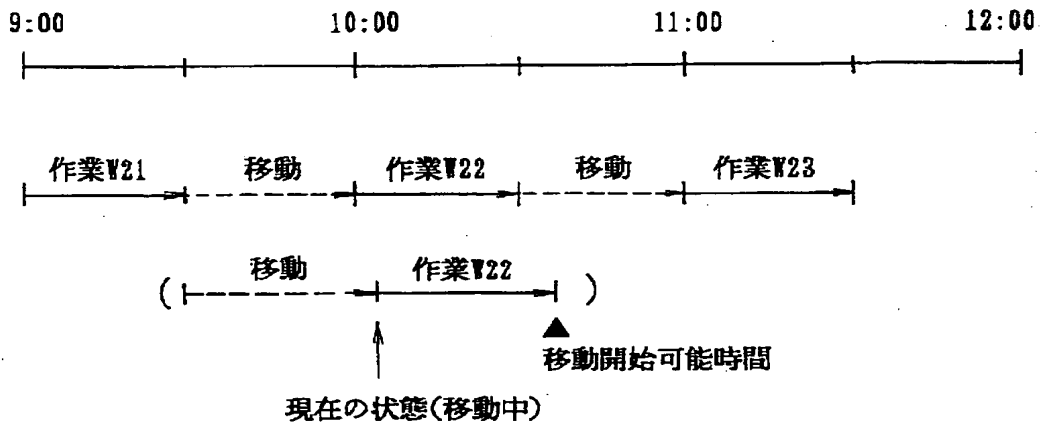 9:00 10:00 11:00 12:00
作業W21 移動 作業W22 移動 作業W23
( 移動 作業W22 )
移動開始可能時間
現在の状態(移動中)